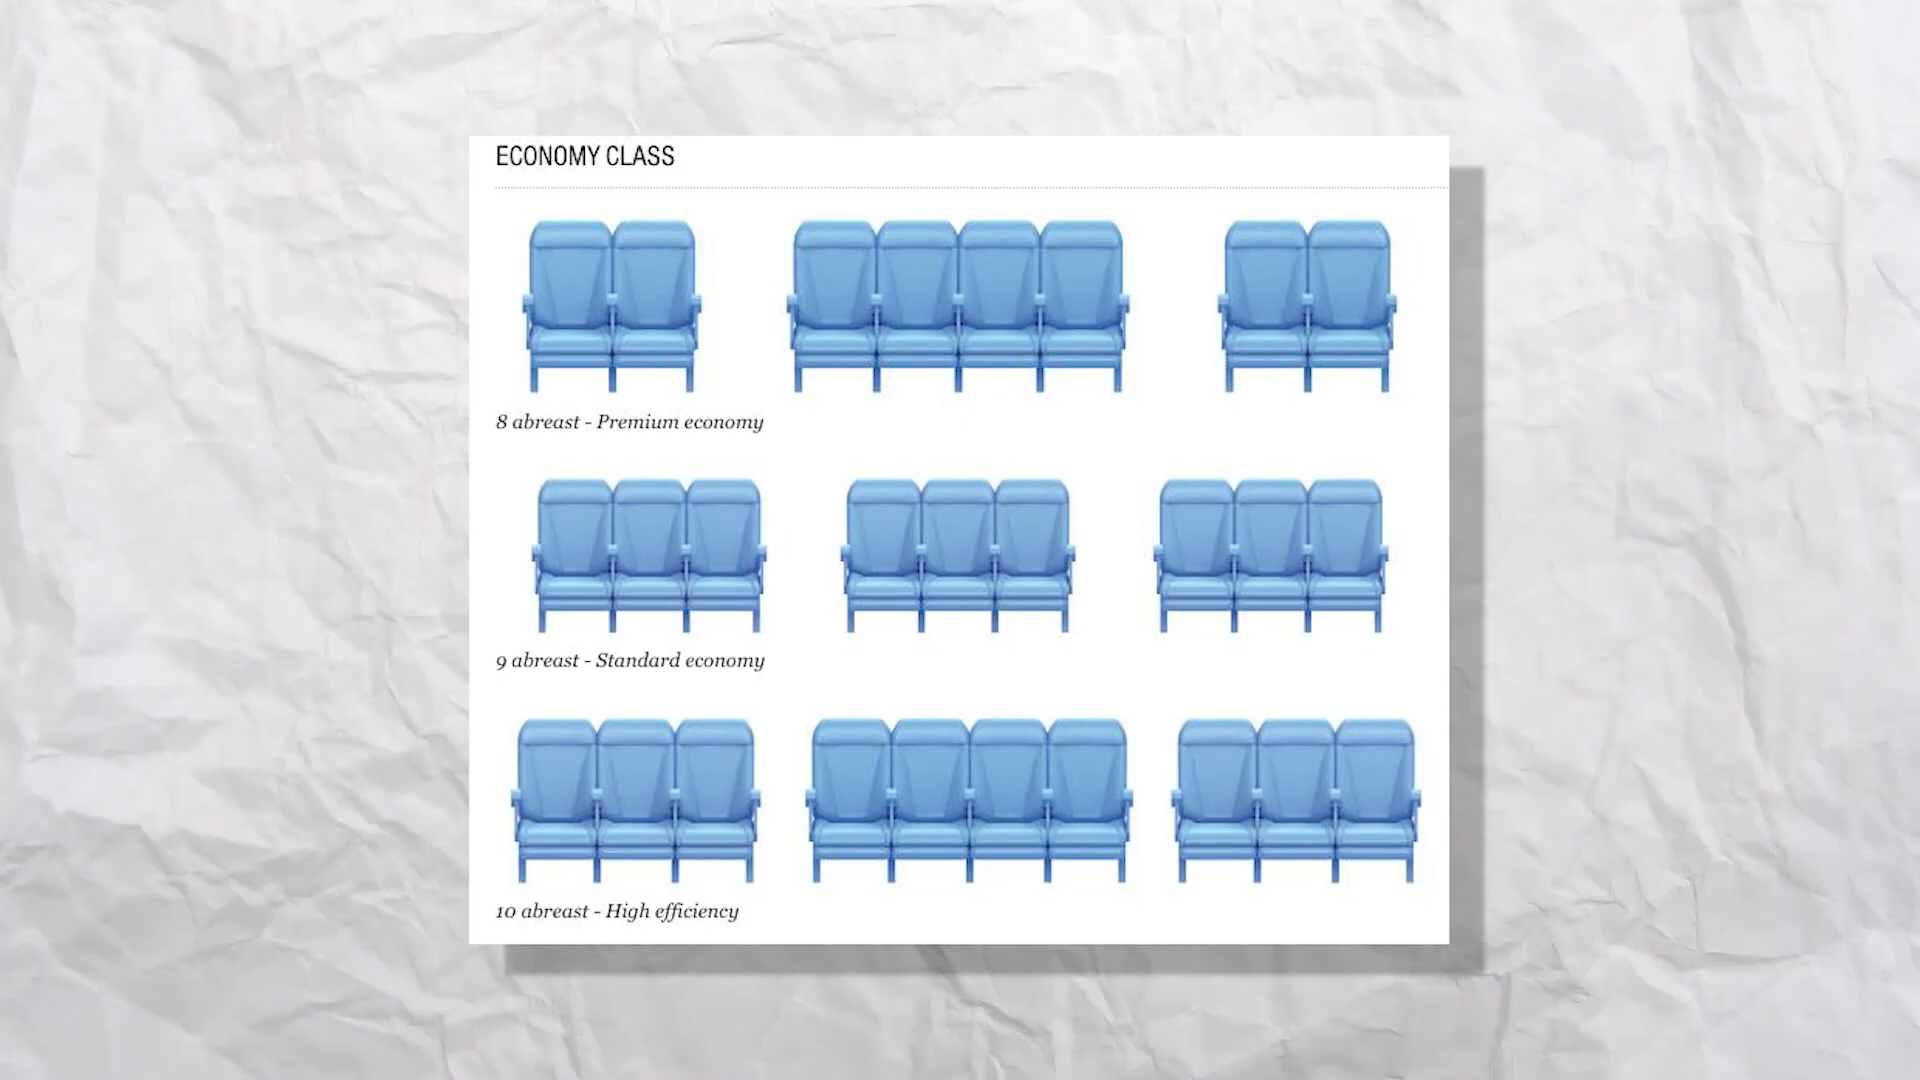 ECONOMY CLASS
8 abreast - Premium economy
9 abreast - Standard economy
10 abreast - High efficiency